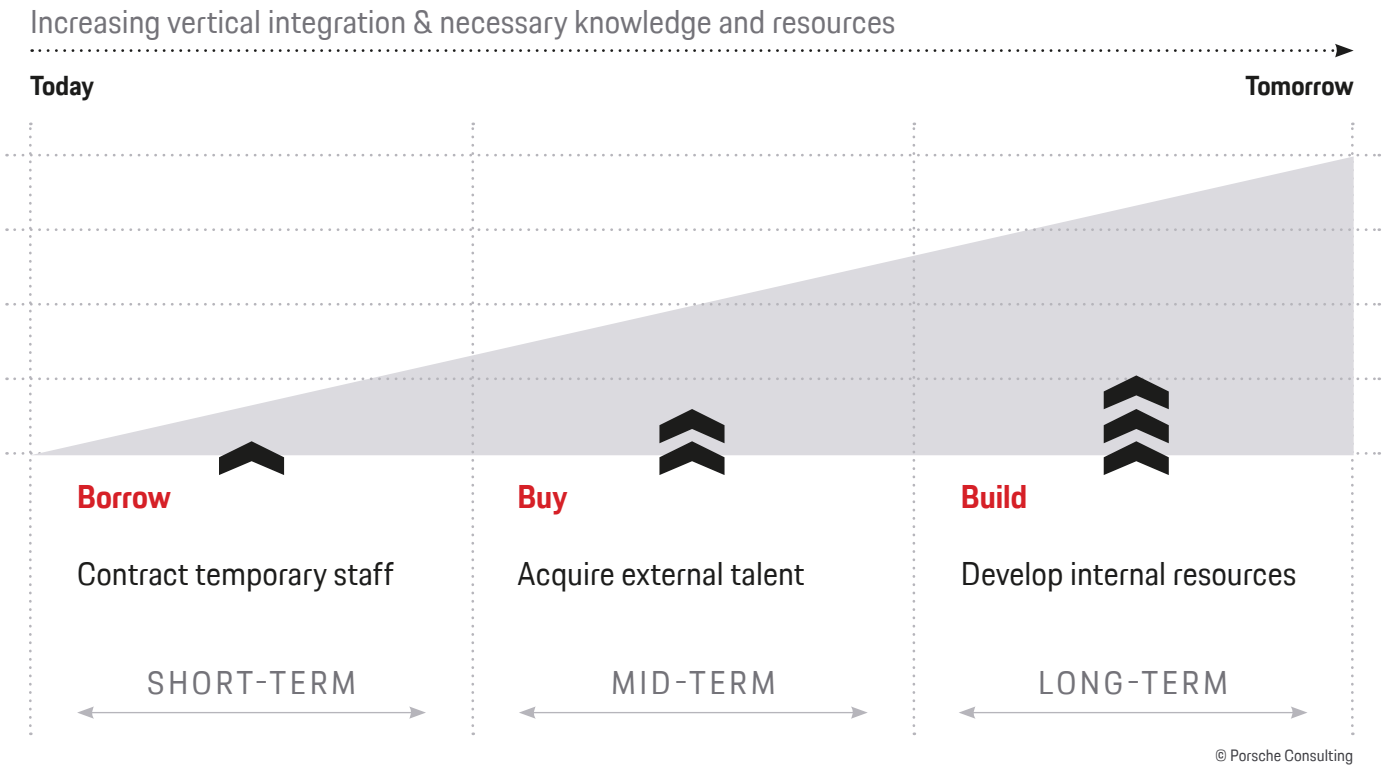 Increasing vertical integration & necessary knowledge and resources
Today
Tomorrow
Borrow
Buy
Build
Contract temporary staff
Acquire external talent
Develop internal resources
SHORT-TERM
MID-TERM
LONG-TERM
© Porsche Consulting